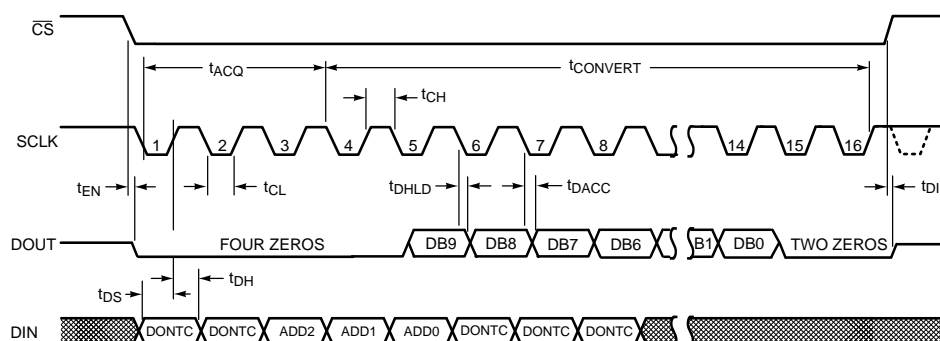 CS
tACQ
tCONVERT
tCH
SCLK
1 2 3 4 5 6 7 8 14 15 16
tEN
tCL
tDHLD
tDACC
tDI
DOUT
FOUR ZEROS
DB9 DB8 DB7 DB6 B1 DB0 TWO ZEROS
tDS
tDH
DIN
DONTC DONTC ADD2 ADD1 ADD0 DONTC DONTC DONTC